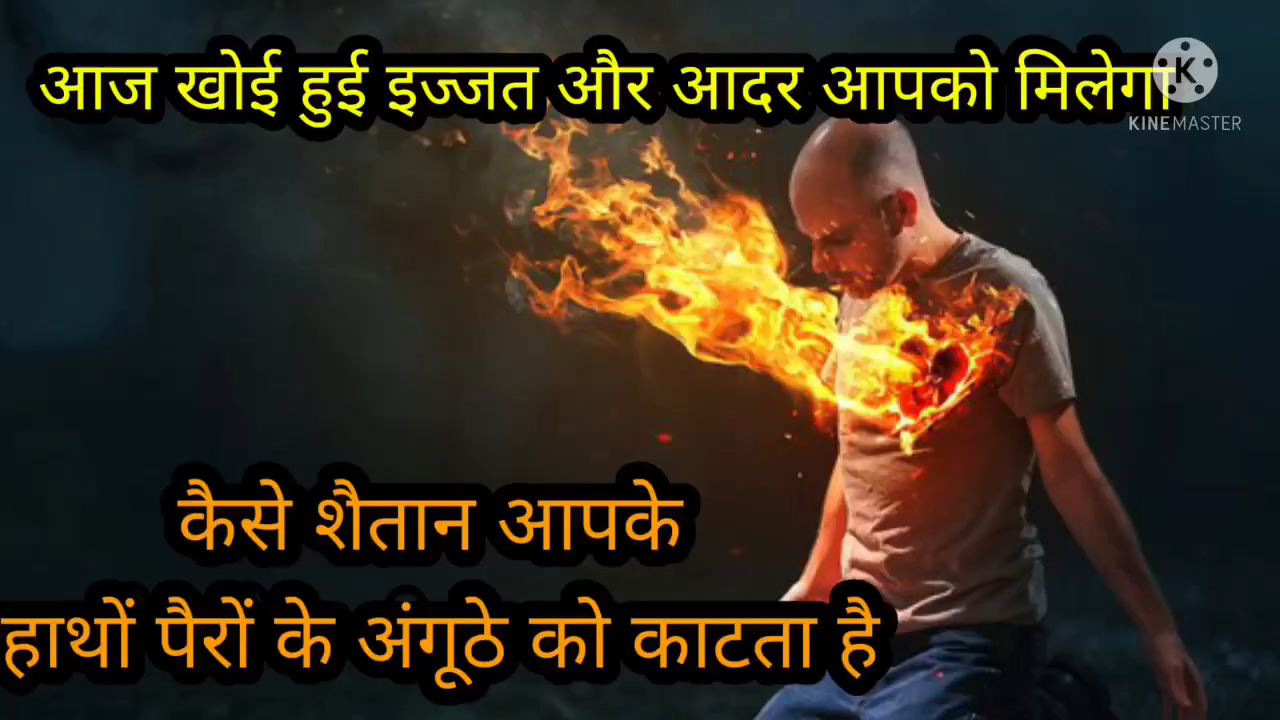 आज खोई हुई इज्जत और आदर आपको मिलेगा
K
KINEMASTER
कैसे शैतान आपके
हाथों पैरों के अंगूठे को काटता है